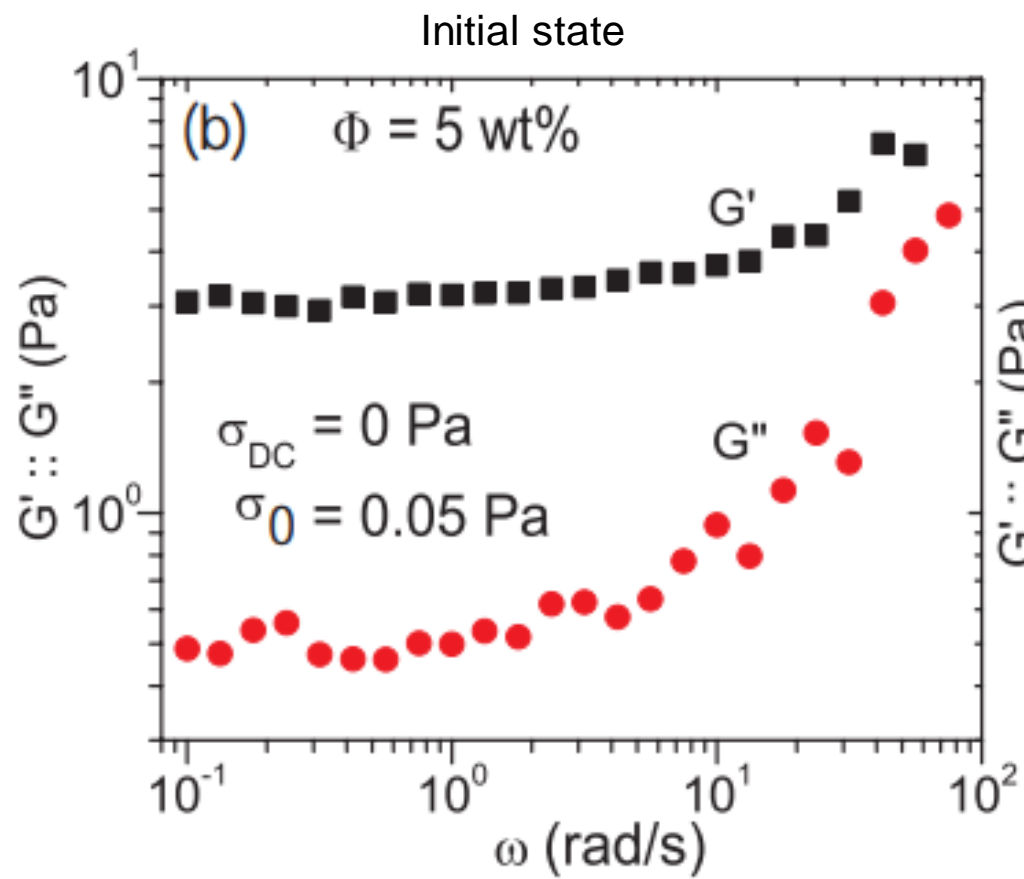 Initial state
10¹
(b) Φ = 5 wt%
G'
G' :: G" (Pa)
G' :: G" (Pa)
σDC = 0 Pa
G"
10⁰
σ0 = 0.05 Pa
10⁻¹ 10⁰ 10¹ 10²
ω (rad/s)